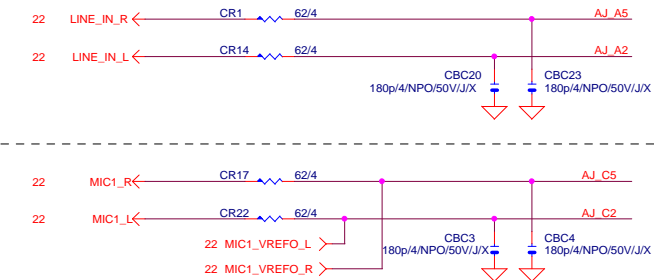 22 LINE_IN_R CR1 62/4 AJ_A5
22 LINE_IN_L CR14 62/4 AJ_A2
CBC20 CBC23
180p/4/NPO/50V/J/X 180p/4/NPO/50V/J/X
22 MIC1_R CR17 62/4 AJ_C5
22 MIC1_L CR22 62/4 AJ_C2
22 MIC1_VREFO_L CBC3 CBC4
180p/4/NPO/50V/J/X 180p/4/NPO/50V/J/X
22 MIC1_VREFO_R